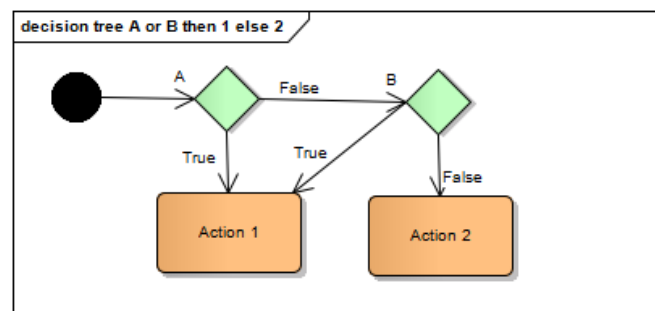 decision tree A or B then 1 else 2
A
False
B
True
True
False
Action 1
Action 2